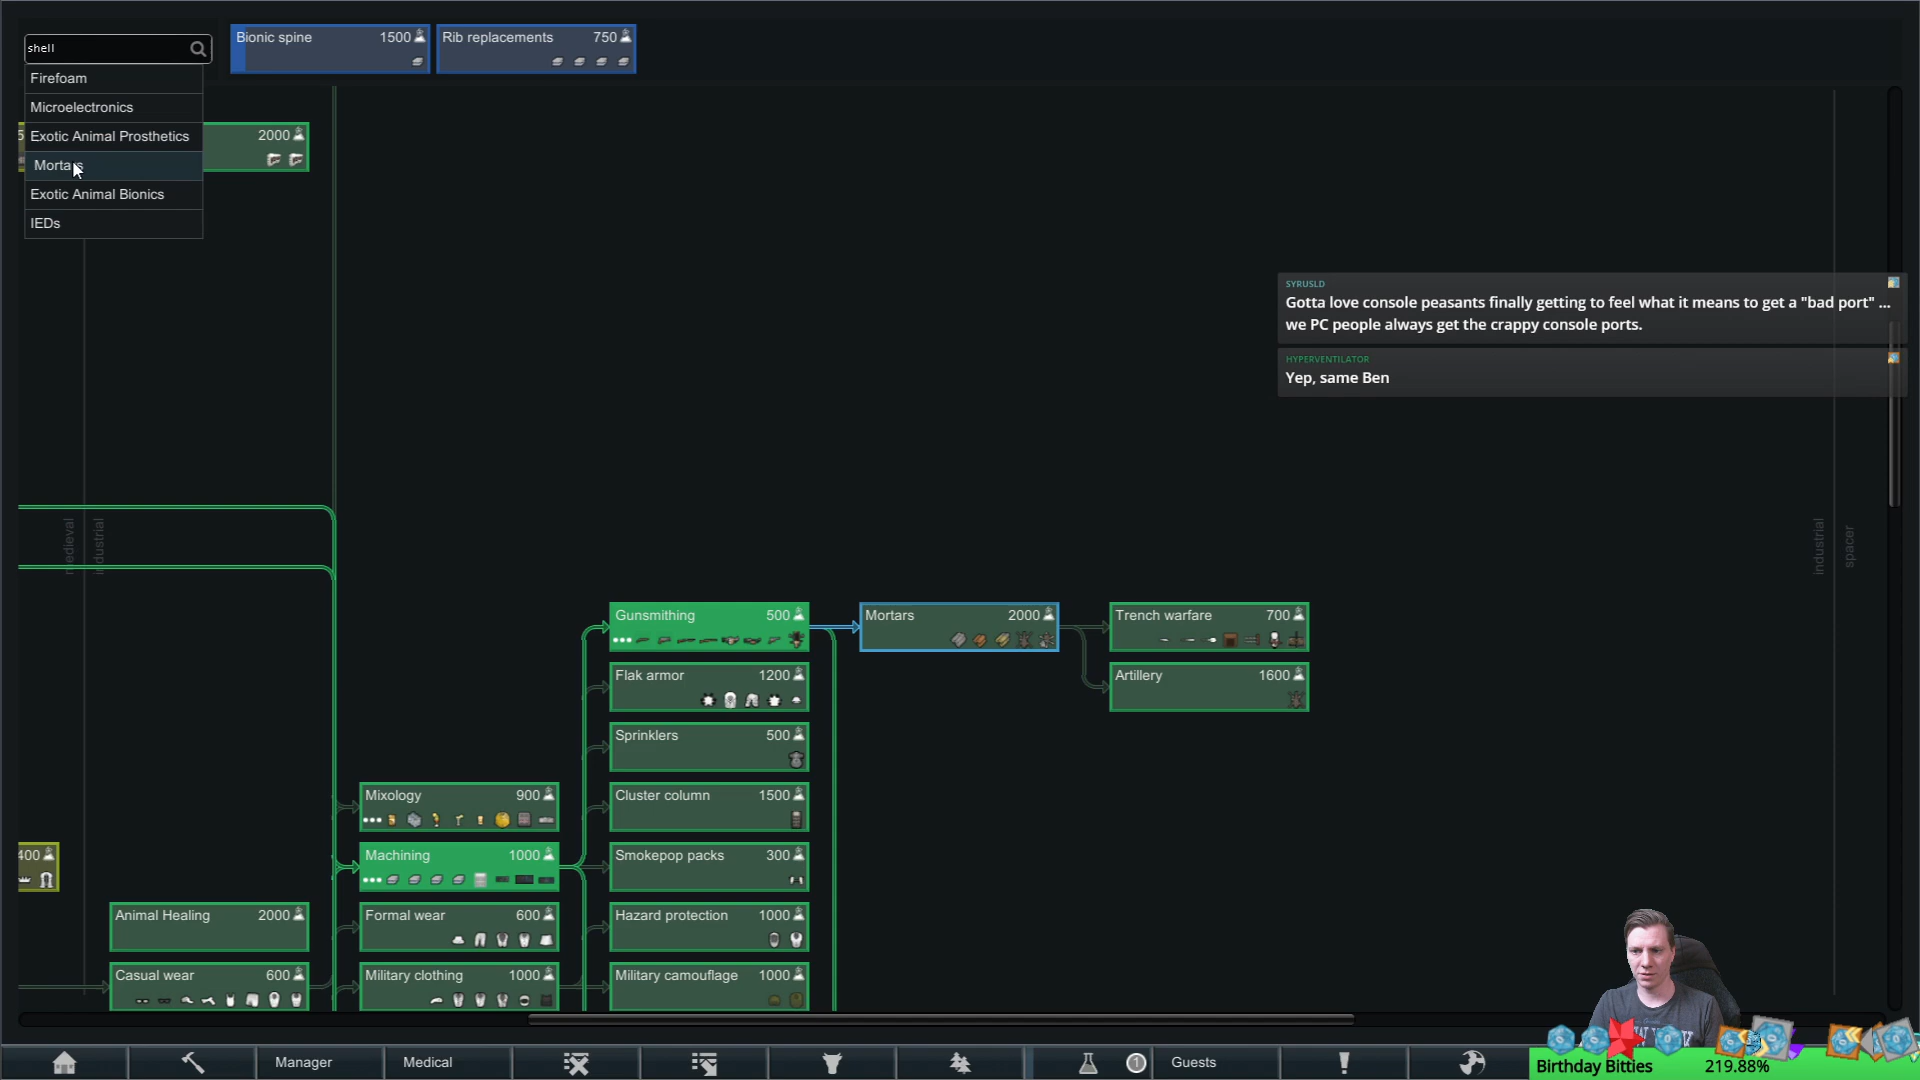 shell
Bionic spine 1500
Rib replacements 750
Firefoam
Microelectronics
Exotic Animal Prosthetics
Mortars
Exotic Animal Bionics
IEDs
5
2000
SYRUSLD
Gotta love console peasants finally getting to feel what it means to get a "bad port" ...
we PC people always get the crappy console ports.
HYPERVENTILATOR
Yep, same Ben
medieval
industrial
industrial
spacer
Gunsmithing 500
Mortars 2000
Trench warfare 700
Flak armor 1200
Artillery 1600
Sprinklers 500
Mixology 900
Cluster column 1500
400
Machining 1000
Smokepop packs 300
Animal Healing 2000
Formal wear 600
Hazard protection 1000
Casual wear 600
Military clothing 1000
Military camouflage 1000
Manager
Medical
1
Guests
Birthday Bitties 219.88%